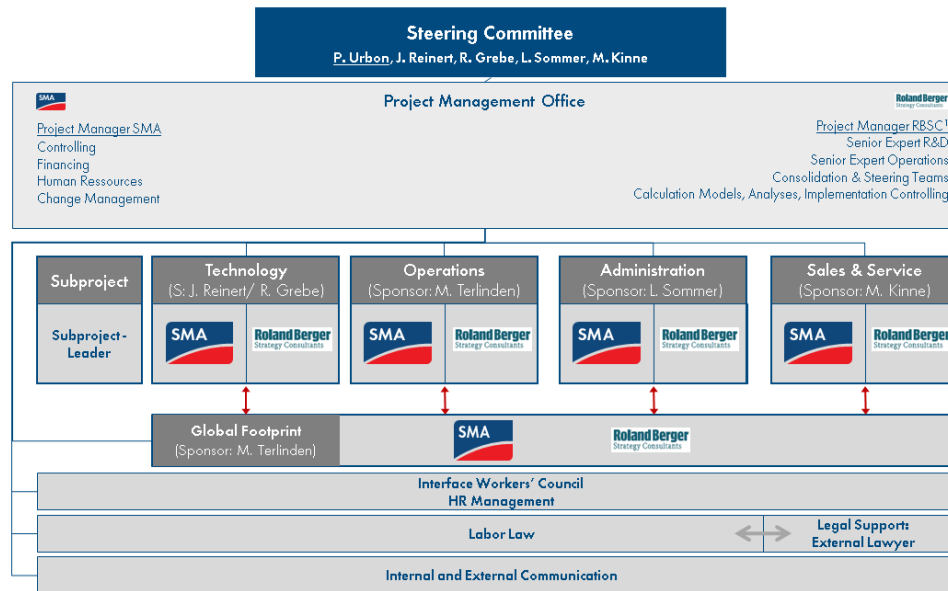 Steering Committee
P. Urbon, J. Reinert, R. Grebe, L. Sommer, M. Kinne
SMA
Project Management Office
Roland Berger
Strategy Consultants
Project Manager SMA
Controlling
Financing
Human Ressources
Change Management
Project Manager RBSC¹
Senior Expert R&D
Senior Expert Operations
Consolidation & Steering Teams
Calculation Models, Analyses, Implementation Controlling
Subproject
Technology
(S: J. Reinert/ R. Grebe)
Operations
(Sponsor: M. Terlinden)
Administration
(Sponsor: L. Sommer)
Sales & Service
(Sponsor: M. Kinne)
Subproject-
Leader
SMA
Roland Berger
Strategy Consultants
SMA
Roland Berger
Strategy Consultants
SMA
Roland Berger
Strategy Consultants
SMA
Roland Berger
Strategy Consultants
Global Footprint
(Sponsor: M. Terlinden)
SMA
Roland Berger
Strategy Consultants
Interface Workers' Council
HR Management
Labor Law
Legal Support:
External Lawyer
Internal and External Communication